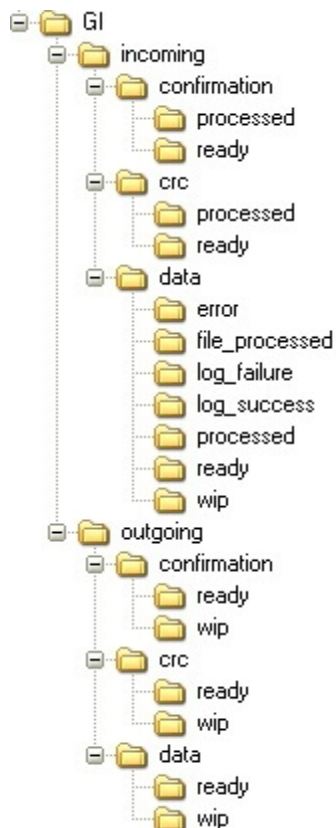 GI
incoming
confirmation
processed
ready
crc
processed
ready
data
error
file_processed
log_failure
log_success
processed
ready
wip
outgoing
confirmation
ready
wip
crc
ready
wip
data
ready
wip